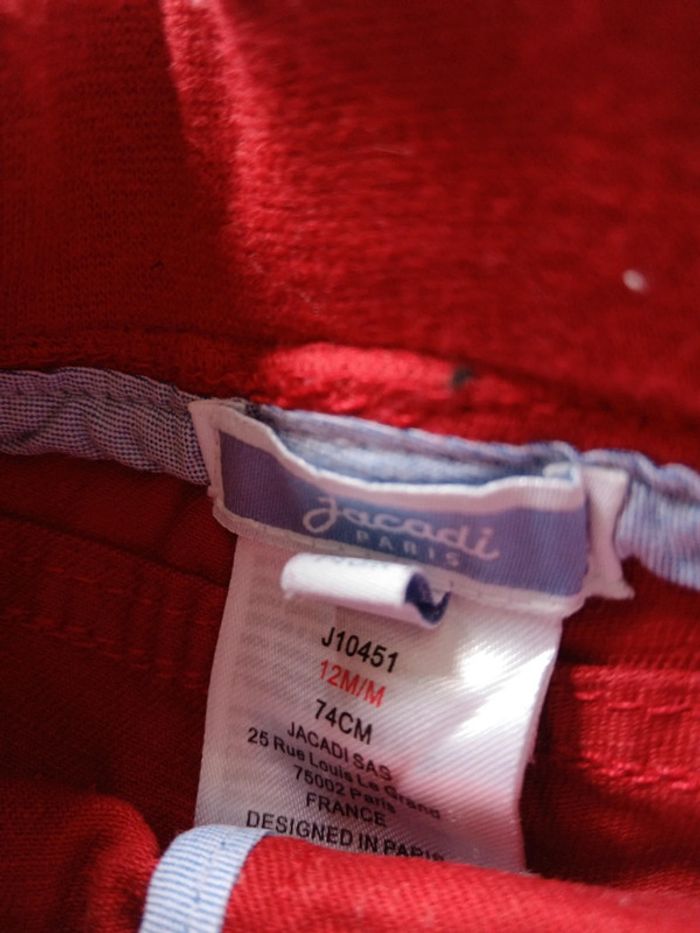 Jacadi
PARIS
J10451
12M/M
74CM
JACADI SAS
25 Rue Louis Le Grand
75002 Paris
FRANCE
DESIGNED IN PARIS